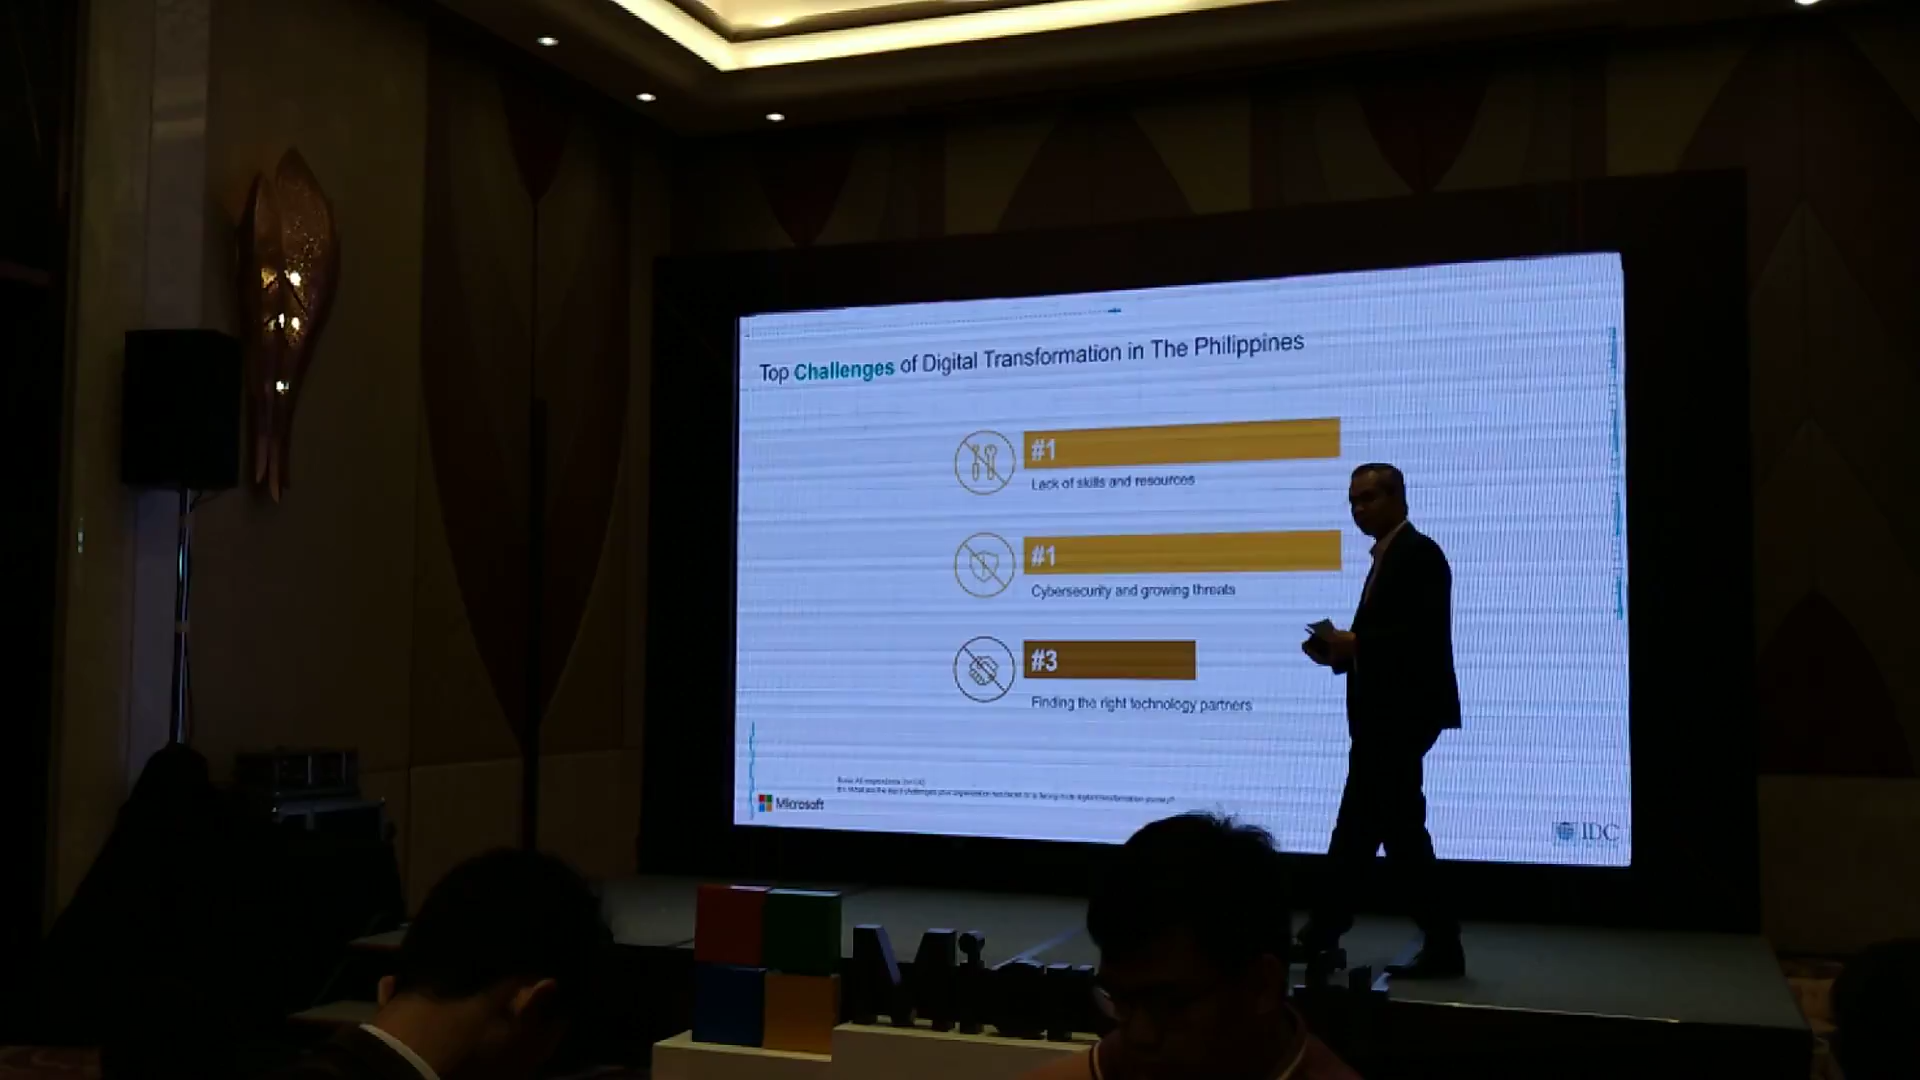 Top Challenges of Digital Transformation in The Philippines
#1
Lack of skills and resources
#1
Cybersecurity and growing threats
#3
Finding the right technology partners
Microsoft
IDC